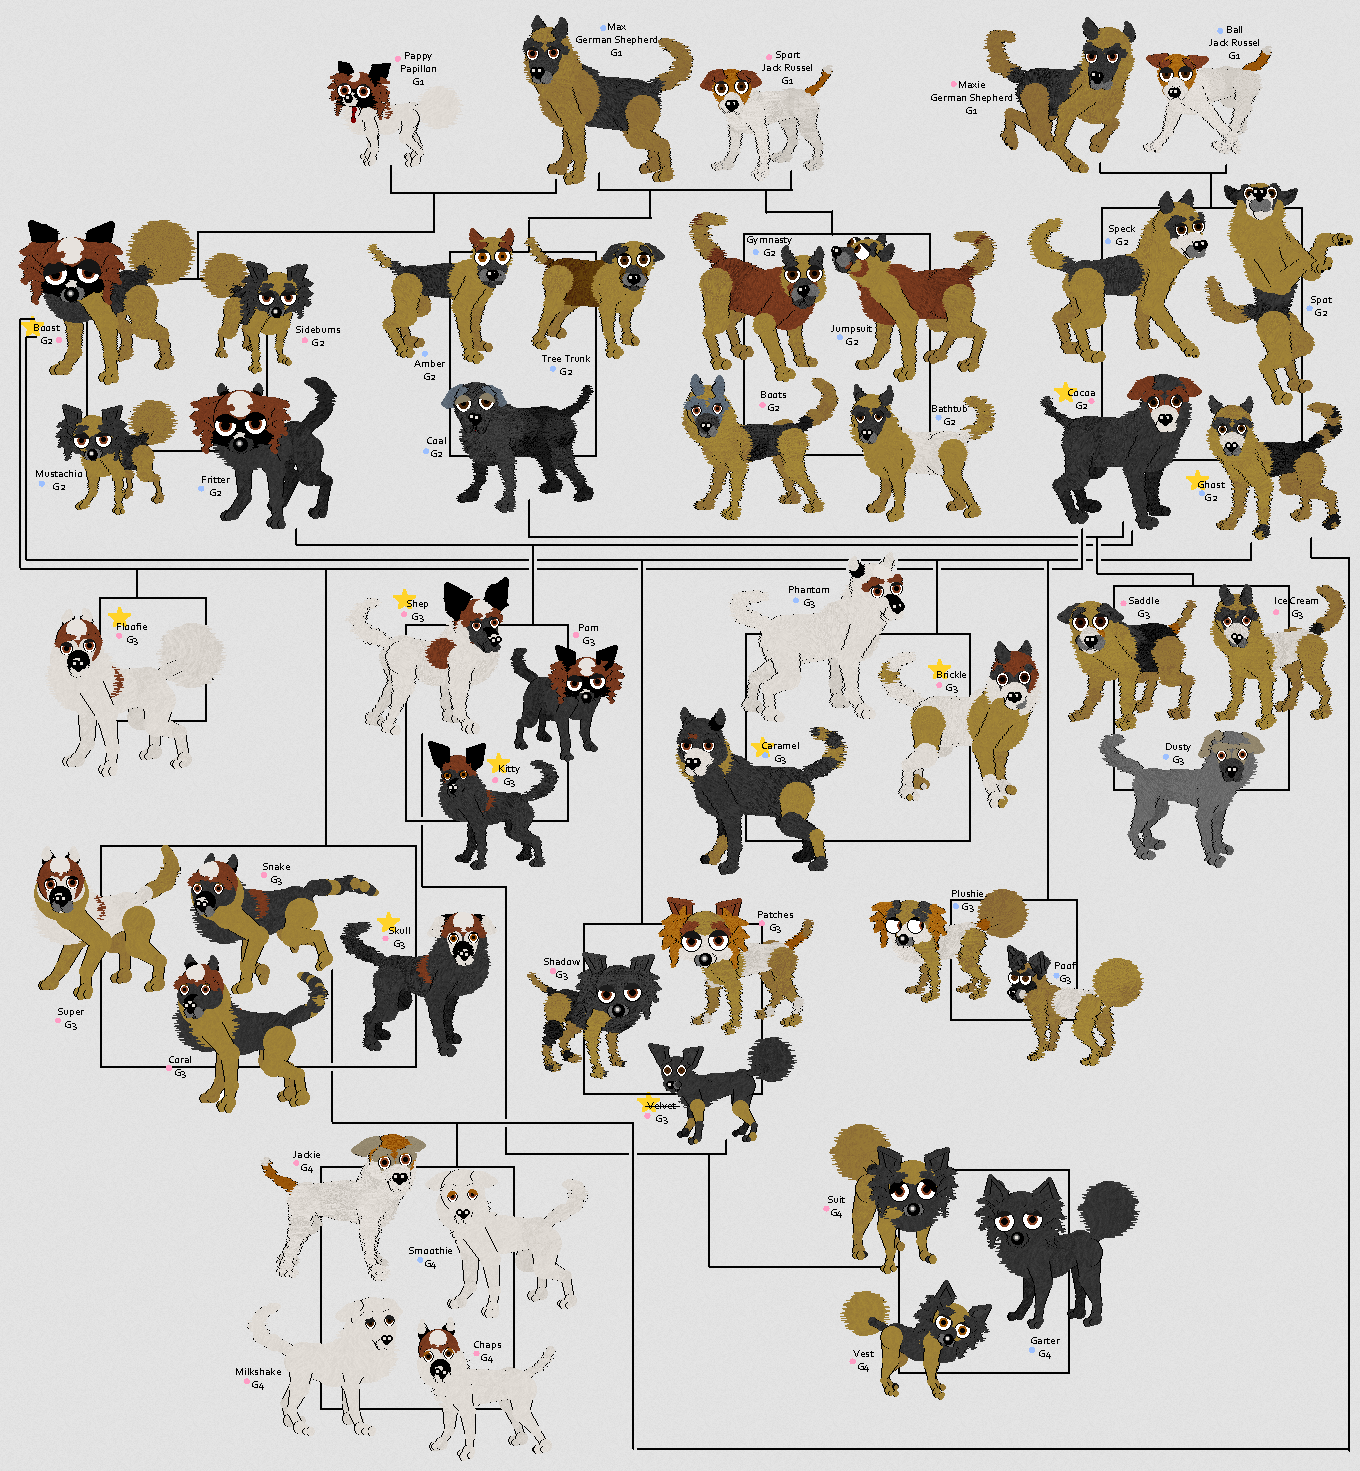 Pappy
Papillon
G1
Max
German Shepherd
G1
Sport
Jack Russel
G1
Maxie
German Shepherd
G1
Ball
Jack Russel
G1
Boost
G2
Sideburns
G2
Mustachio
G2
Fritter
G2
Amber
G2
Tree Trunk
G2
Coal
G2
Gymnasty
G2
Jumpsuit
G2
Boots
G2
Bathtub
G2
Speck
G2
Spot
G2
Cocoa
G2
Ghost
G2
Floofie
G3
Shep
G3
Pom
G3
Kitty
G3
Phantom
G3
Brickle
G3
Caramel
G3
Saddle
G3
Ice Cream
G3
Dusty
G3
Super
G3
Snake
G3
Skull
G3
Coral
G3
Shadow
G3
Patches
G3
Velvet
G3
Plushie
G3
Poof
G3
Jackie
G4
Smoothie
G4
Milkshake
G4
Chaps
G4
Suit
G4
Garter
G4
Vest
G4